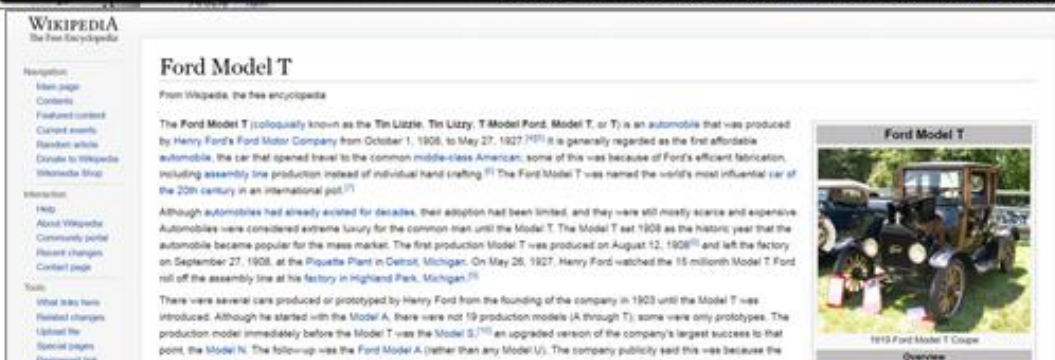 WIKIPEDIA
The Free Encyclopedia
Navigation
Main page
Contents
Featured content
Current events
Random article
Donate to Wikipedia
Wikimedia Shop
Interaction
Help
About Wikipedia
Community portal
Recent changes
Contact page
Tools
What links here
Related changes
Upload file
Special pages
Ford Model T
From Wikipedia, the free encyclopedia
The Ford Model T (colloquially known as the Tin Lizzie, Tin Lizzy, T-Model Ford, Model T, or T) is an automobile that was produced
by Henry Ford's Ford Motor Company from October 1, 1908, to May 27, 1927. It is generally regarded as the first affordable
automobile, the car that opened travel to the common middle-class American; some of this was because of Ford's efficient fabrication,
including assembly line production instead of individual hand crafting.[6] The Ford Model T was named the world's most influential car of
the 20th century in an international poll.[7]
Although automobiles had already existed for decades, their adoption had been limited, and they were still mostly scarce and expensive.
Automobiles were considered extreme luxury for the common man until the Model T. The Model T set 1908 as the historic year that the
automobile became popular for the mass market. The first production Model T was produced on August 12, 1908[8] and left the factory
on September 27, 1908, at the Piquette Plant in Detroit, Michigan. On May 26, 1927, Henry Ford watched the 15 millionth Model T Ford
roll off the assembly line at his factory in Highland Park, Michigan.[9]
There were several cars produced or prototyped by Henry Ford from the founding of the company in 1903 until the Model T was
introduced. Although he started with the Model A, there were not 19 production models (A through T); some were only prototypes. The
production model immediately before the Model T was the Model S,[10] an upgraded version of the company's largest success to that
point, the Model N. The follow-up was the Ford Model A (rather than any Model U). The company publicity said this was because the
Ford Model T
1919 Ford Model T Coupe
Overview